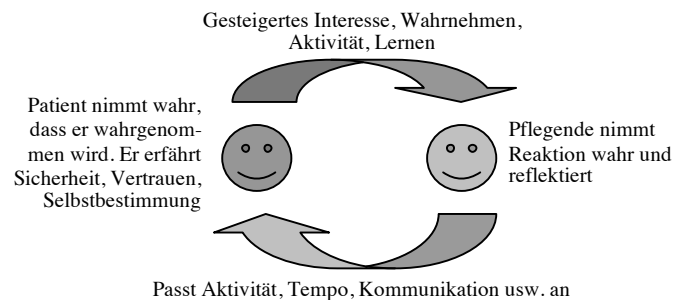 Gesteigertes Interesse, Wahrnehmen,
Aktivität, Lernen
Patient nimmt wahr,
dass er wahrgenom-
men wird. Er erfährt
Sicherheit, Vertrauen,
Selbstbestimmung
Pflegende nimmt
Reaktion wahr und
reflektiert
Passt Aktivität, Tempo, Kommunikation usw. an